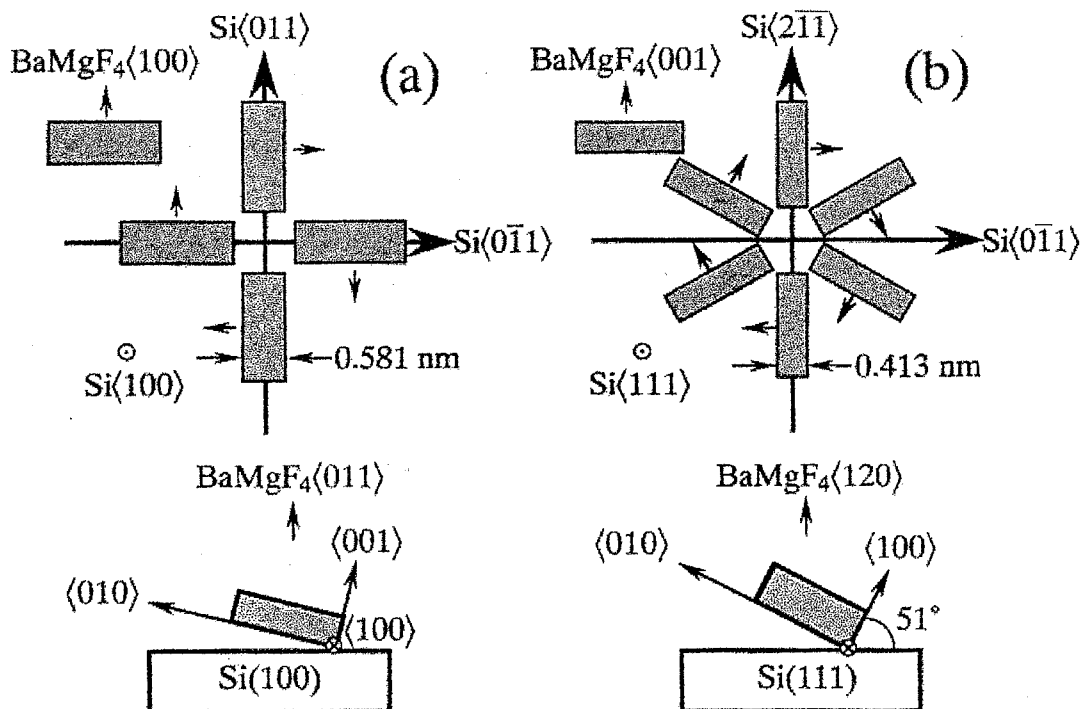 Si⟨011⟩
BaMgF₄⟨100⟩
(a)
Si⟨01̅1⟩
0.581 nm
Si⟨100⟩
BaMgF₄⟨011⟩
⟨001⟩
⟨010⟩
⟨100⟩
Si(100)
Si⟨21̅1̅⟩
BaMgF₄⟨001⟩
(b)
Si⟨01̅1⟩
0.413 nm
Si⟨111⟩
BaMgF₄⟨120⟩
⟨010⟩
⟨100⟩
51°
Si(111)